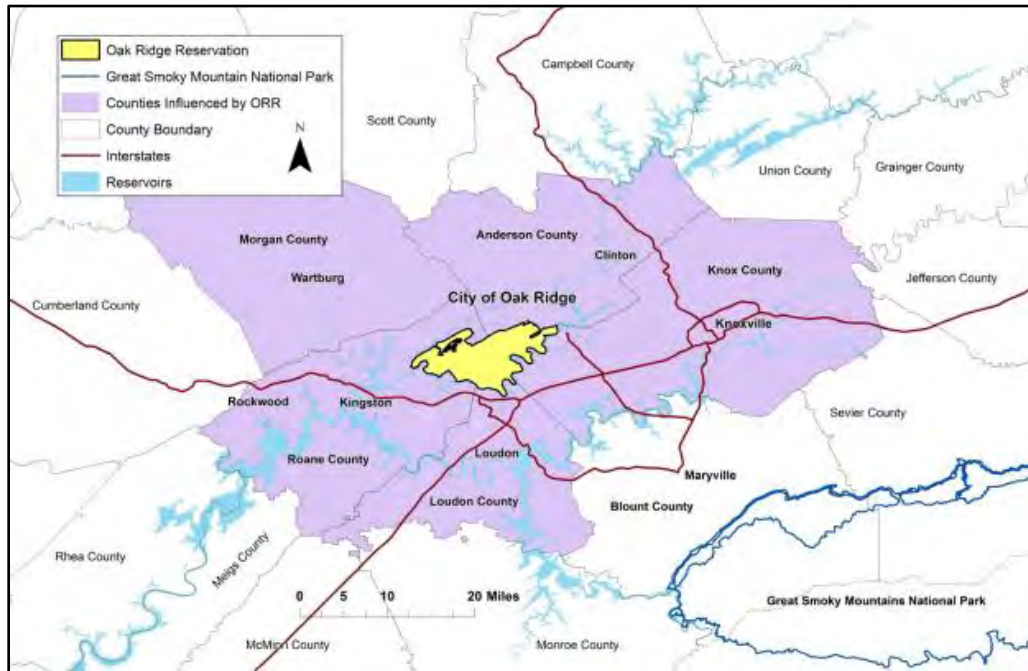 Oak Ridge Reservation
Great Smoky Mountain National Park
Counties Influenced by ORR
County Boundary
Interstates
Reservoirs
N
Campbell County
Scott County
Union County
Grainger County
Morgan County
Anderson County
Clinton
Knox County
Wartburg
Jefferson County
Cumberland County
City of Oak Ridge
Knoxville
Rockwood
Kingston
Sevier County
Roane County
Loudon
Maryville
Loudon County
Blount County
Rhea County
Meigs County
0 5 10 20 Miles
Great Smoky Mountains National Park
McMinn County
Monroe County